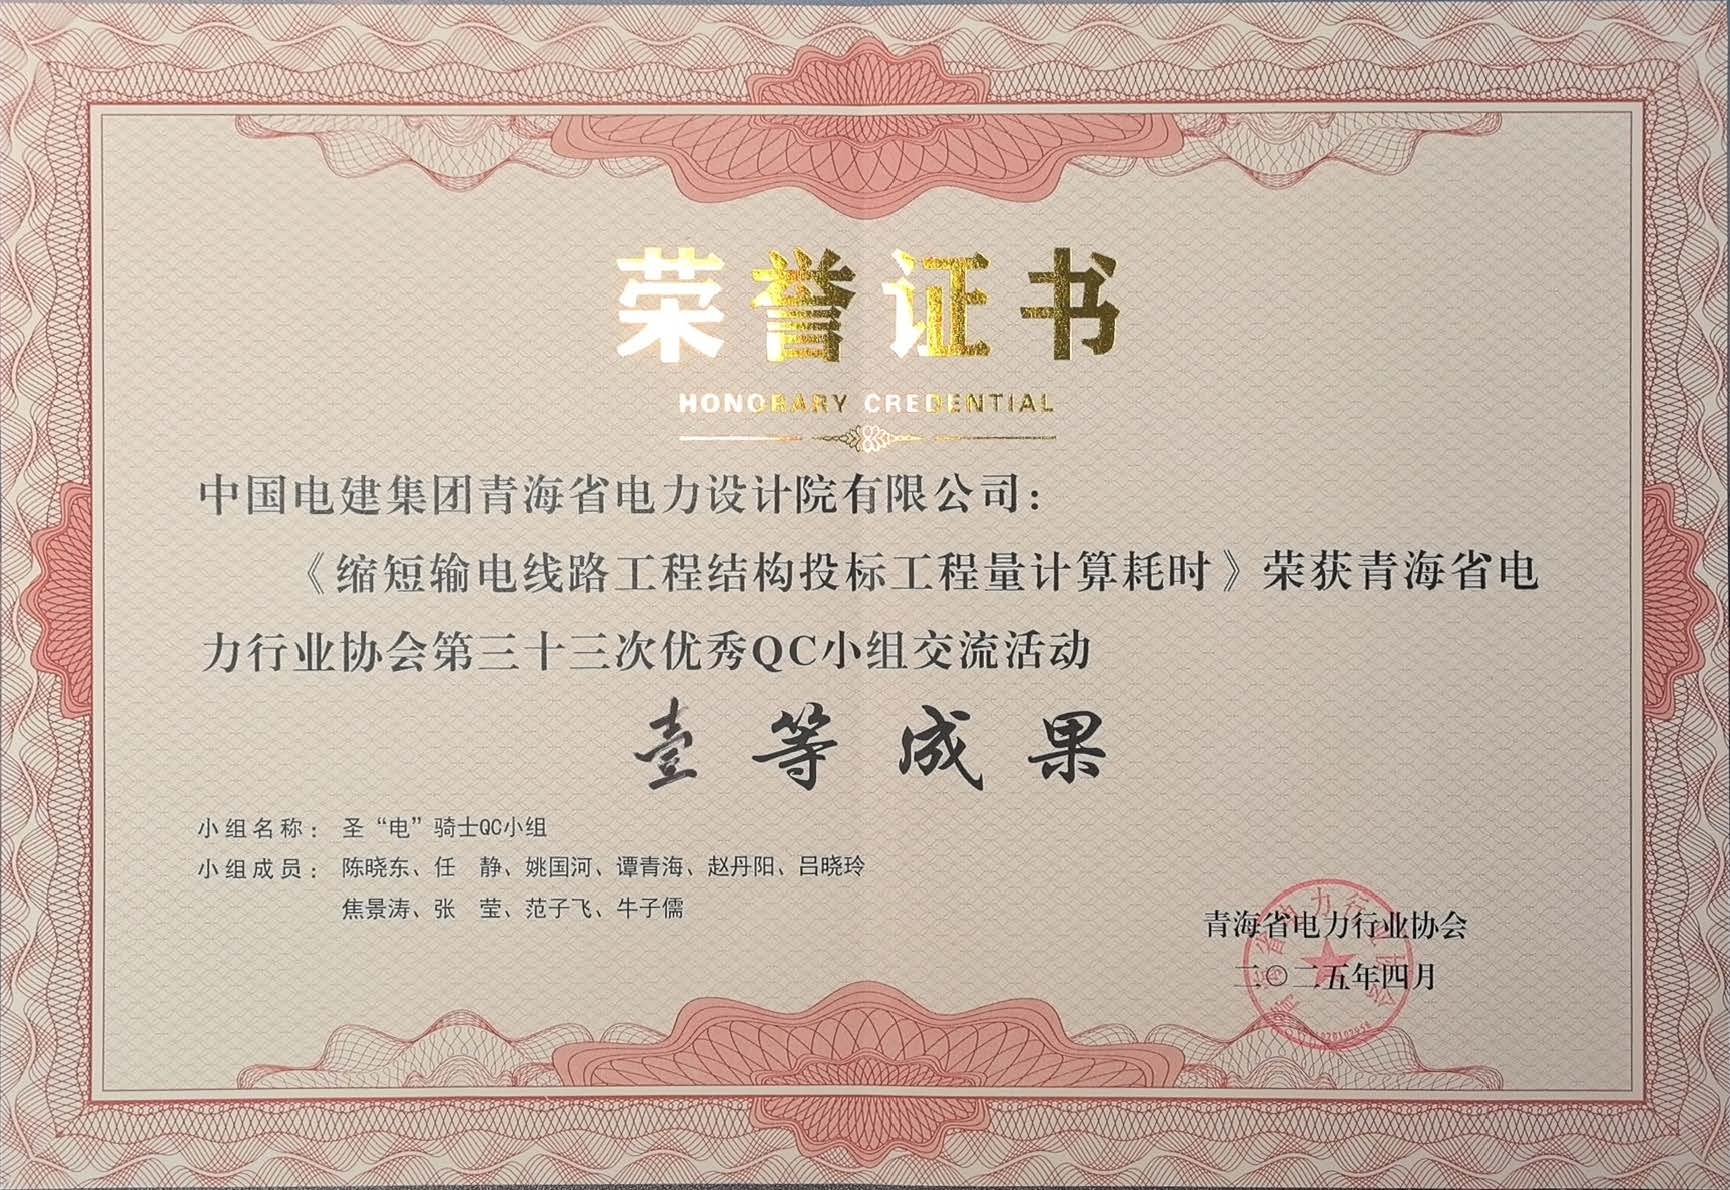 荣誉证书
HONORARY CREDENTIAL
中国电建集团青海省电力设计院有限公司：
《缩短输电线路工程结构投标工程量计算耗时》荣获青海省电
力行业协会第三十三次优秀QC小组交流活动
壹等成果
小组名称：圣“电”骑士QC小组
小组成员：陈晓东、任　静、姚国河、谭青海、赵丹阳、吕晓玲
焦景涛、张　莹、范子飞、牛子儒
青海省电力行业协会
二〇二五年四月